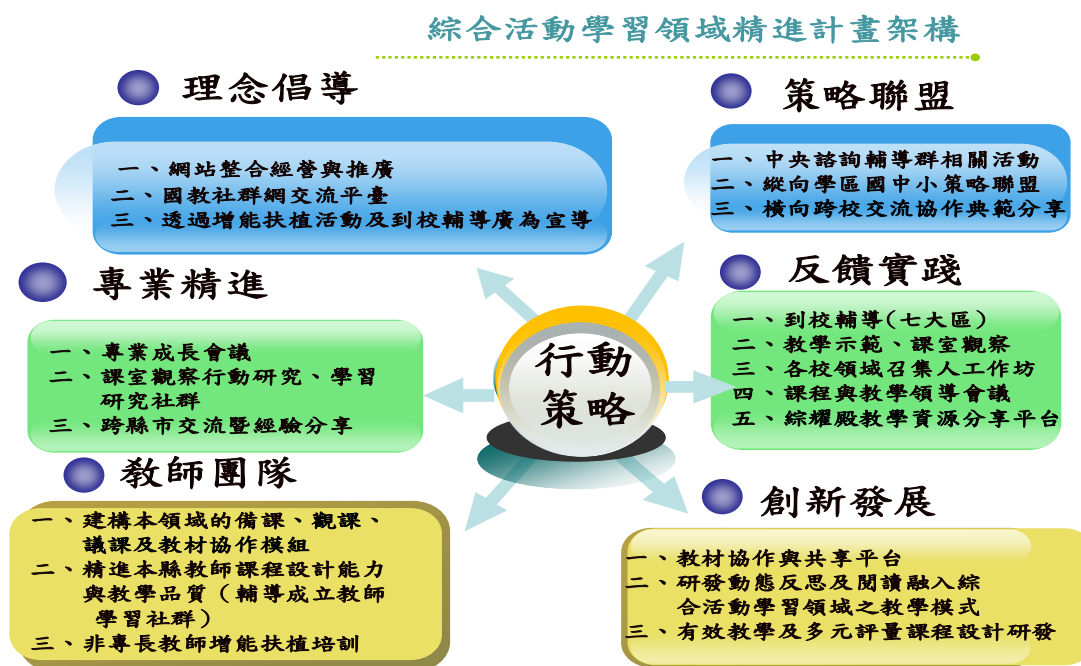 綜合活動學習領域精進計畫架構
理念倡導
一、網站整合經營與推廣
二、國教社群網交流平臺
三、透過增能扶植活動及到校輔導廣為宣導
策略聯盟
一、中央諮詢輔導群相關活動
二、縱向學區國中小策略聯盟
三、橫向跨校交流協作典範分享
專業精進
一、專業成長會議
二、課室觀察行動研究、學習
研究社群
三、跨縣市交流暨經驗分享
行動
策略
反饋實踐
一、到校輔導(七大區)
二、教學示範、課室觀察
三、各校領域召集人工作坊
四、課程與教學領導會議
五、綜耀殿教學資源分享平台
教師團隊
一、建構本領域的備課、觀課、
議課及教材協作模組
二、精進本縣教師課程設計能力
與教學品質（輔導成立教師
學習社群）
三、非專長教師增能扶植培訓
創新發展
一、教材協作與共享平台
二、研發動態反思及閱讀融入綜
合活動學習領域之教學模式
三、有效教學及多元評量課程設計研發